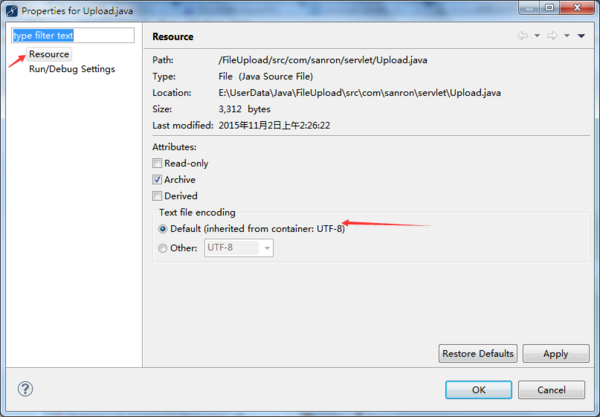 Properties for Upload.java
type filter text
Resource
Run/Debug Settings
Resource
Path: /FileUpload/src/com/sanron/servlet/Upload.java
Type: File (Java Source File)
Location: E:\UserData\Java\FileUpload\src\com\sanron\servlet\Upload.java
Size: 3,312 bytes
Last modified: 2015年11月2日上午2:26:22
Attributes:
Read-only
Archive
Derived
Text file encoding
Default (inherited from container: UTF-8)
Other: UTF-8
Restore Defaults Apply
OK Cancel